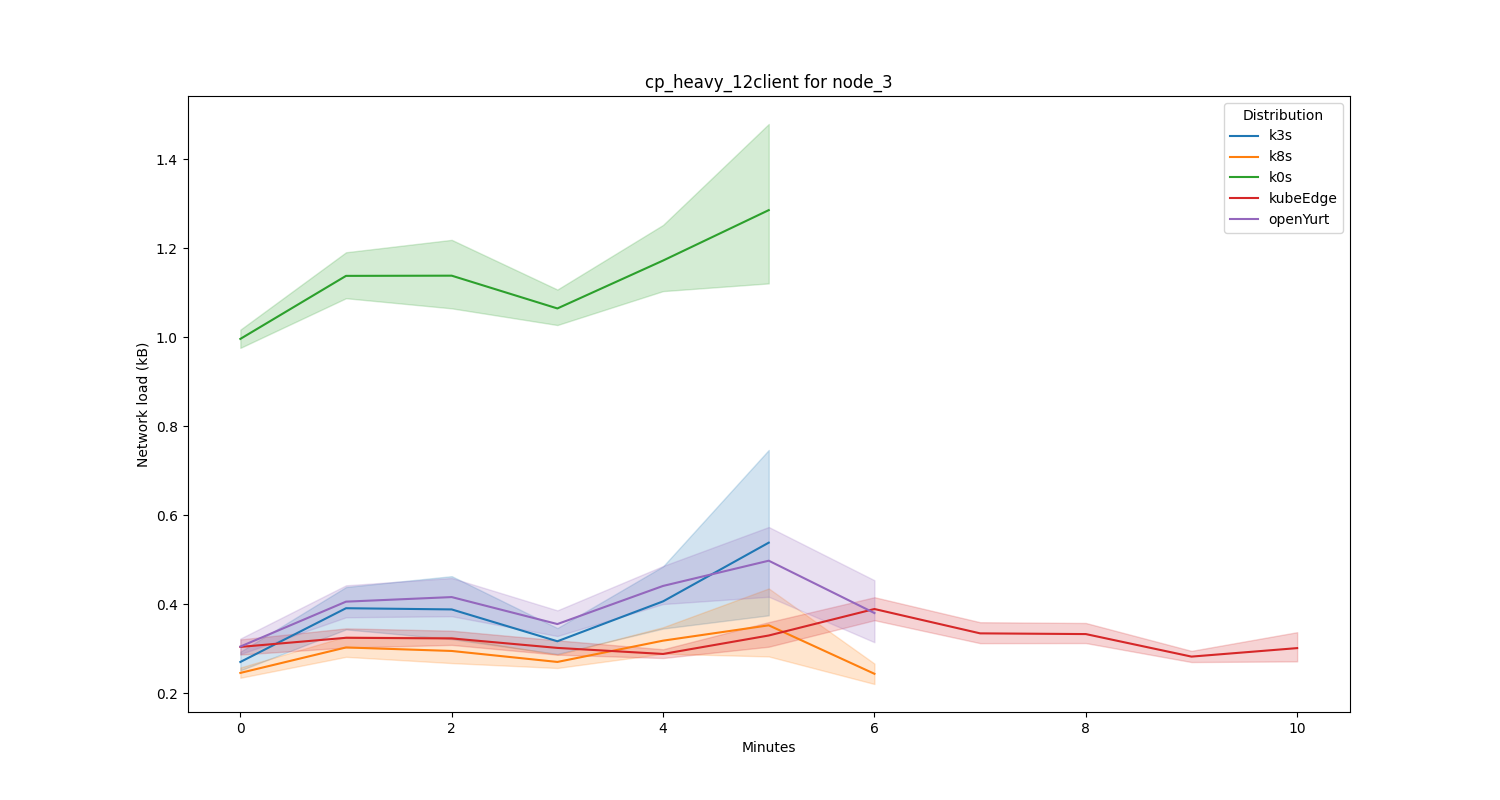 cp_heavy_12client for node_3
Network load (kB)
1.4
1.2
1.0
0.8
0.6
0.4
0.2
0
2
4
6
8
10
Minutes
Distribution
k3s
k8s
k0s
kubeEdge
openYurt